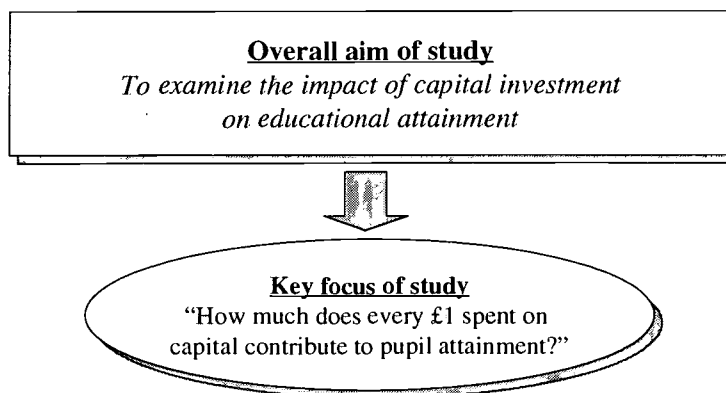 Overall aim of study
To examine the impact of capital investment
on educational attainment
Key focus of study
“How much does every £1 spent on
capital contribute to pupil attainment?”